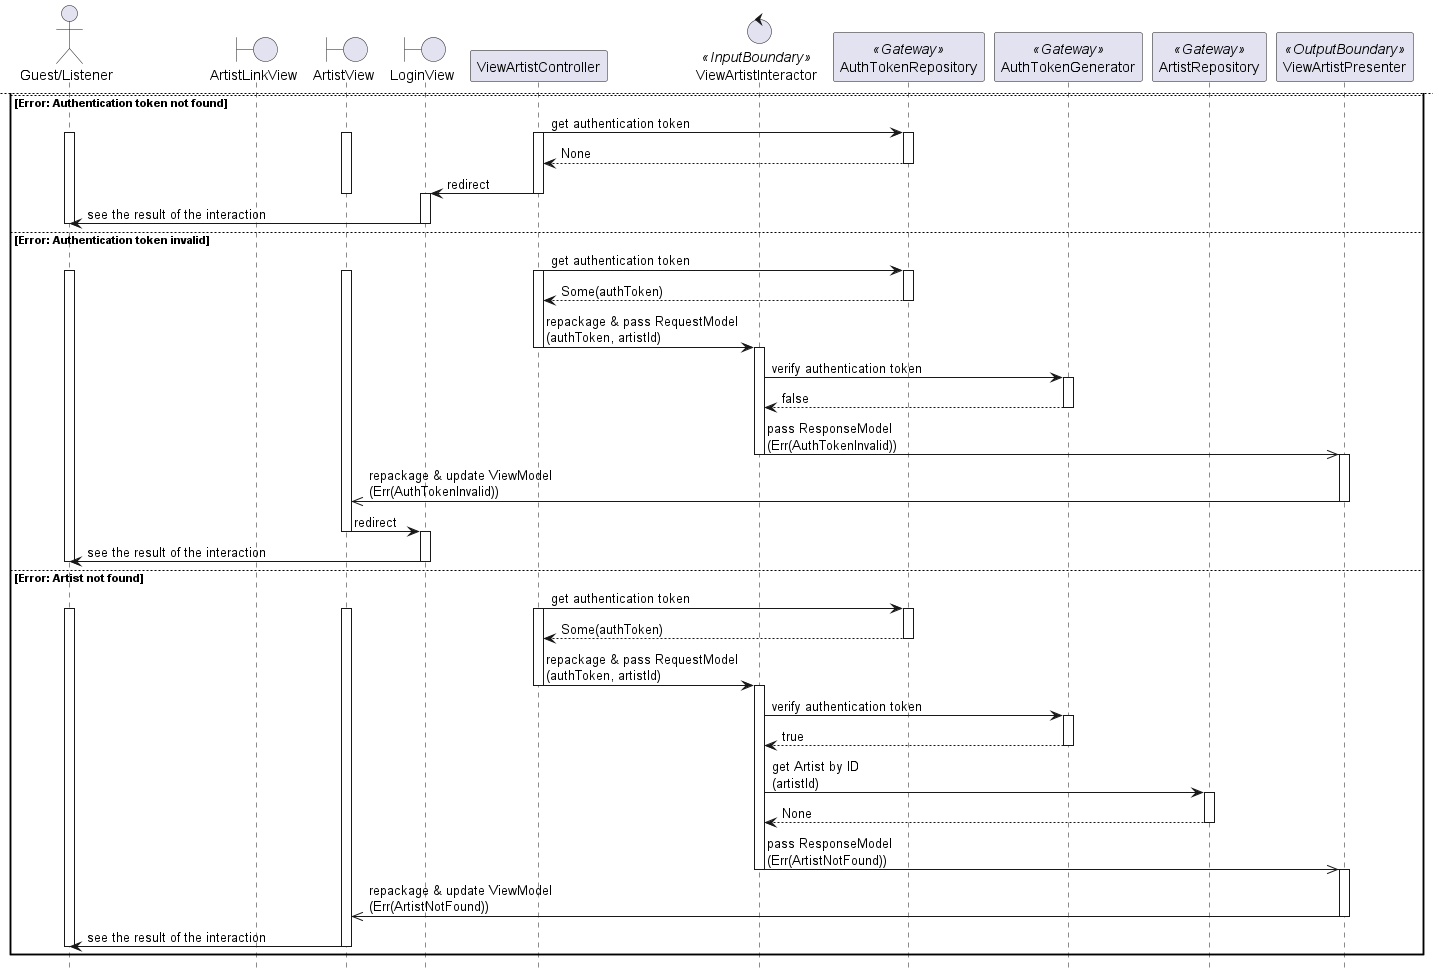 Guest/Listener
ArtistLinkView
ArtistView
LoginView
ViewArtistController
«InputBoundary»
ViewArtistInteractor
«Gateway»
AuthTokenRepository
«Gateway»
AuthTokenGenerator
«Gateway»
ArtistRepository
«OutputBoundary»
ViewArtistPresenter
[Error: Authentication token not found]
get authentication token
None
redirect
see the result of the interaction
[Error: Authentication token invalid]
get authentication token
Some(authToken)
repackage & pass RequestModel
(authToken, artistId)
verify authentication token
false
pass ResponseModel
(Err(AuthTokenInvalid))
repackage & update ViewModel
(Err(AuthTokenInvalid))
redirect
see the result of the interaction
[Error: Artist not found]
get authentication token
Some(authToken)
repackage & pass RequestModel
(authToken, artistId)
verify authentication token
true
get Artist by ID
(artistId)
None
pass ResponseModel
(Err(ArtistNotFound))
repackage & update ViewModel
(Err(ArtistNotFound))
see the result of the interaction